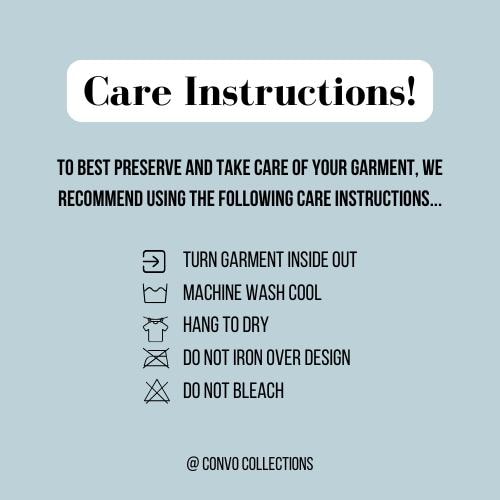 Care Instructions!
TO BEST PRESERVE AND TAKE CARE OF YOUR GARMENT, WE
RECOMMEND USING THE FOLLOWING CARE INSTRUCTIONS...
TURN GARMENT INSIDE OUT
MACHINE WASH COOL
HANG TO DRY
DO NOT IRON OVER DESIGN
DO NOT BLEACH
@ CONVO COLLECTIONS